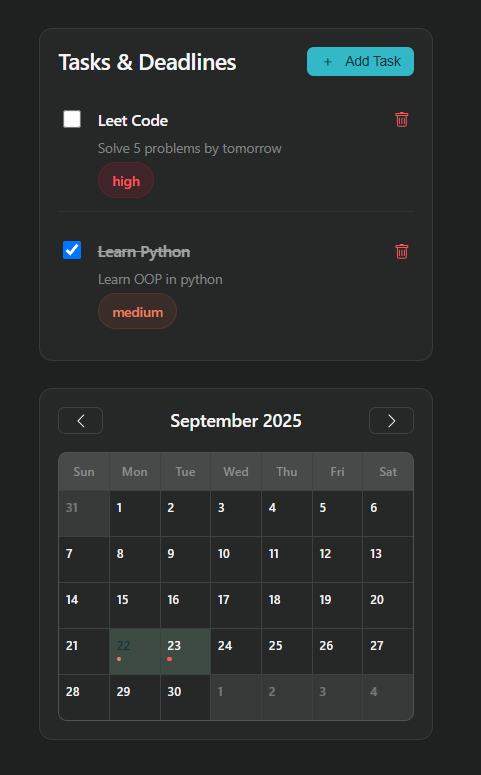 Tasks & Deadlines
+ Add Task
Leet Code
Solve 5 problems by tomorrow
high
Learn Python
Learn OOP in python
medium
September 2025
Sun Mon Tue Wed Thu Fri Sat
31 1 2 3 4 5 6
7 8 9 10 11 12 13
14 15 16 17 18 19 20
21 22 23 24 25 26 27
28 29 30 1 2 3 4